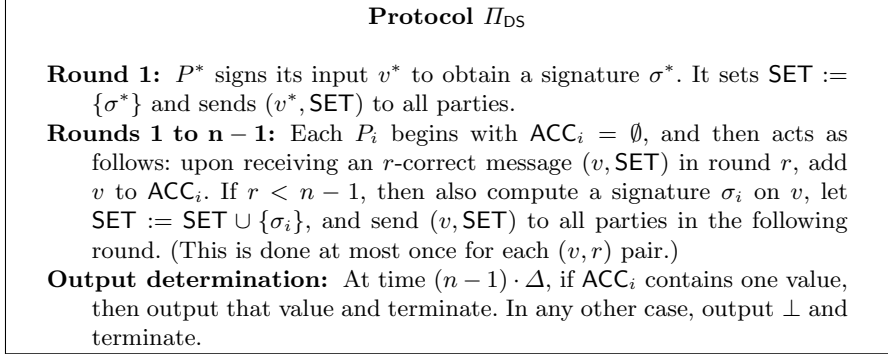 Protocol Π_DS
Round 1: P* signs its input v* to obtain a signature σ*. It sets SET :=
{σ*} and sends (v*, SET) to all parties.
Rounds 1 to n − 1: Each P_i begins with ACC_i = ∅, and then acts as
follows: upon receiving an r-correct message (v, SET) in round r, add
v to ACC_i. If r < n − 1, then also compute a signature σ_i on v, let
SET := SET ∪ {σ_i}, and send (v, SET) to all parties in the following
round. (This is done at most once for each (v, r) pair.)
Output determination: At time (n − 1) · Δ, if ACC_i contains one value,
then output that value and terminate. In any other case, output ⊥ and
terminate.